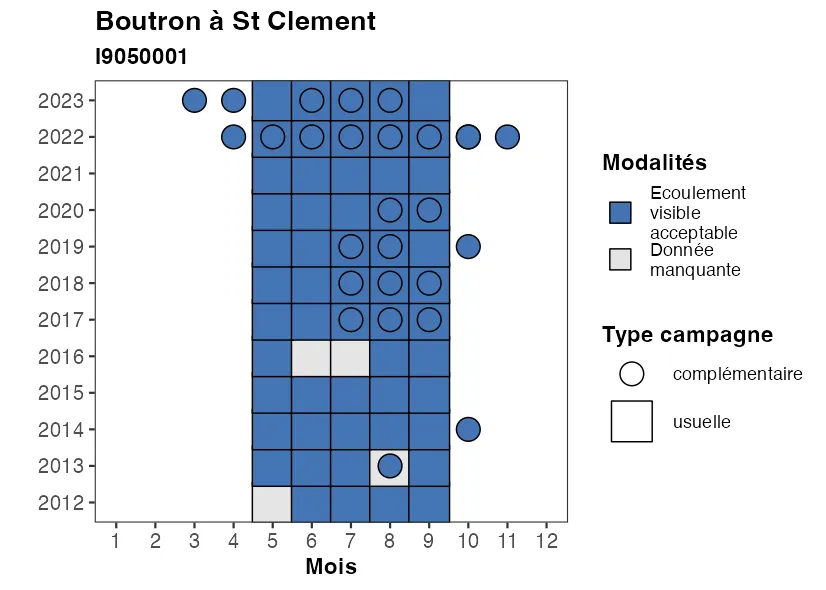 Boutron à St Clement
I9050001
2023
2022
2021
2020
2019
2018
2017
2016
2015
2014
2013
2012
1 2 3 4 5 6 7 8 9 10 11 12
Mois
Modalités
Ecoulement
visible
acceptable
Donnée
manquante
Type campagne
complémentaire
usuelle